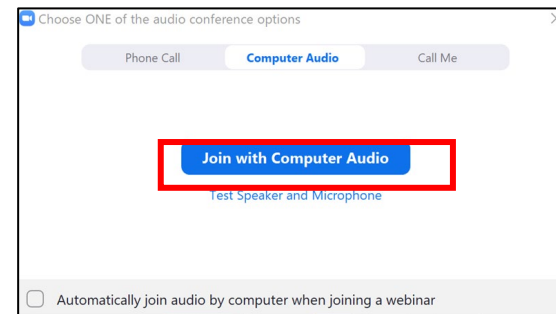 Choose ONE of the audio conference options
Phone Call
Computer Audio
Call Me
Join with Computer Audio
Test Speaker and Microphone
Automatically join audio by computer when joining a webinar